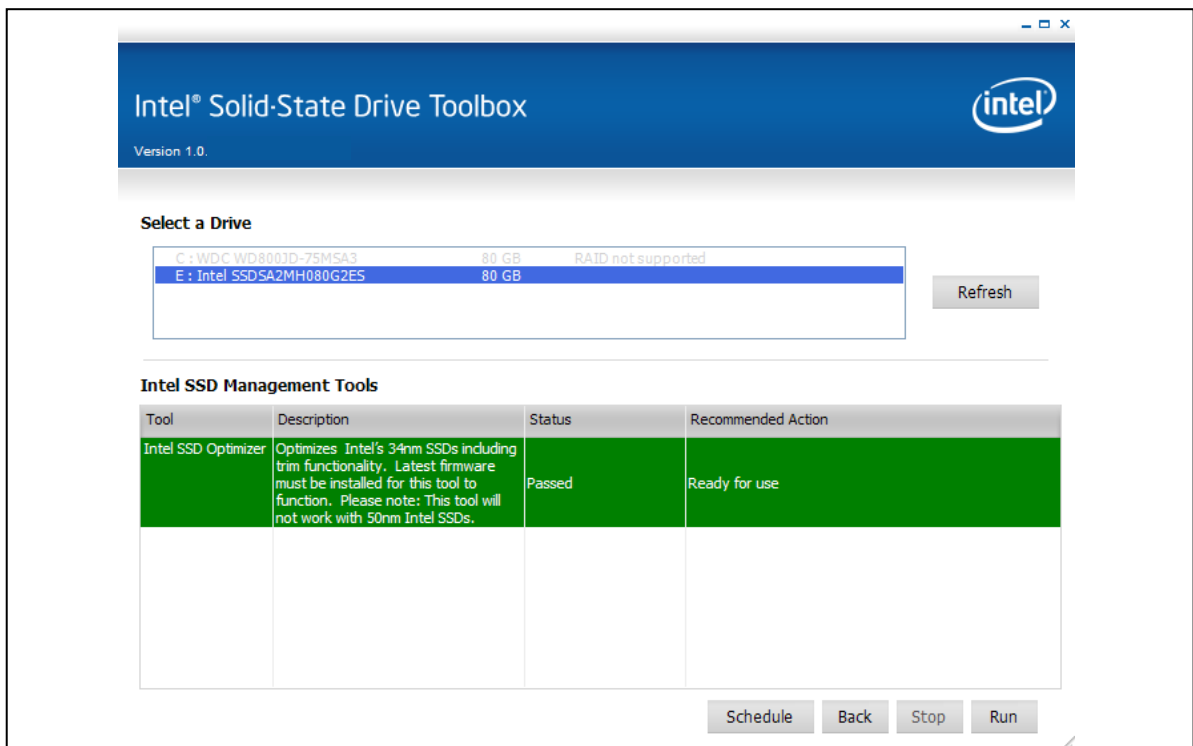 Intel® Solid-State Drive Toolbox
intel
Version 1.0.
Select a Drive
C : WDC WD800JD-75MSA3 80 GB RAID not supported
E : Intel SSDSA2MH080G2ES 80 GB
Refresh
Intel SSD Management Tools
Tool Description Status Recommended Action
Intel SSD Optimizer Optimizes Intel's 34nm SSDs including
trim functionality. Latest firmware
must be installed for this tool to Passed Ready for use
function. Please note: This tool will
not work with 50nm Intel SSDs.
Schedule Back Stop Run